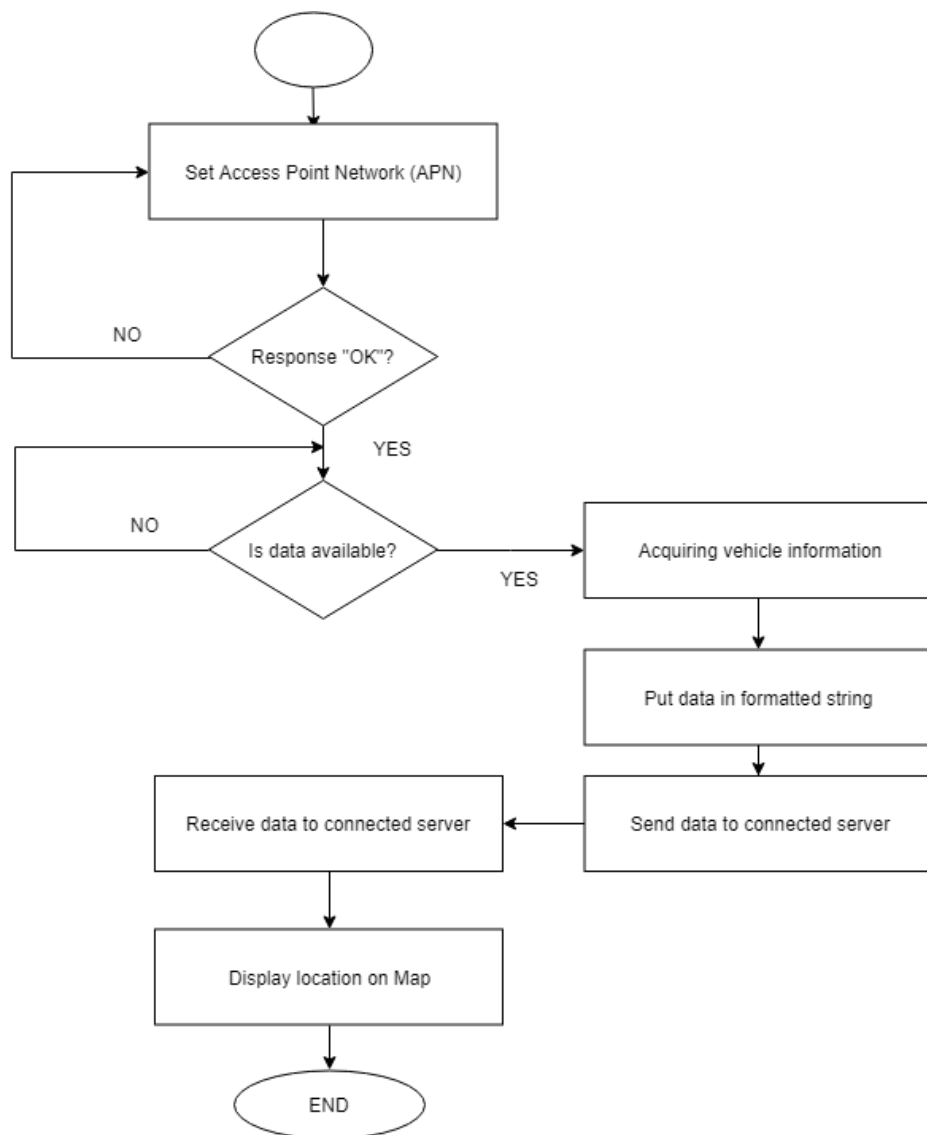 Set Access Point Network (APN)
NO
Response "OK"?
YES
NO
Is data available?
YES
Acquiring vehicle information
Put data in formatted string
Send data to connected server
Receive data to connected server
Display location on Map
END